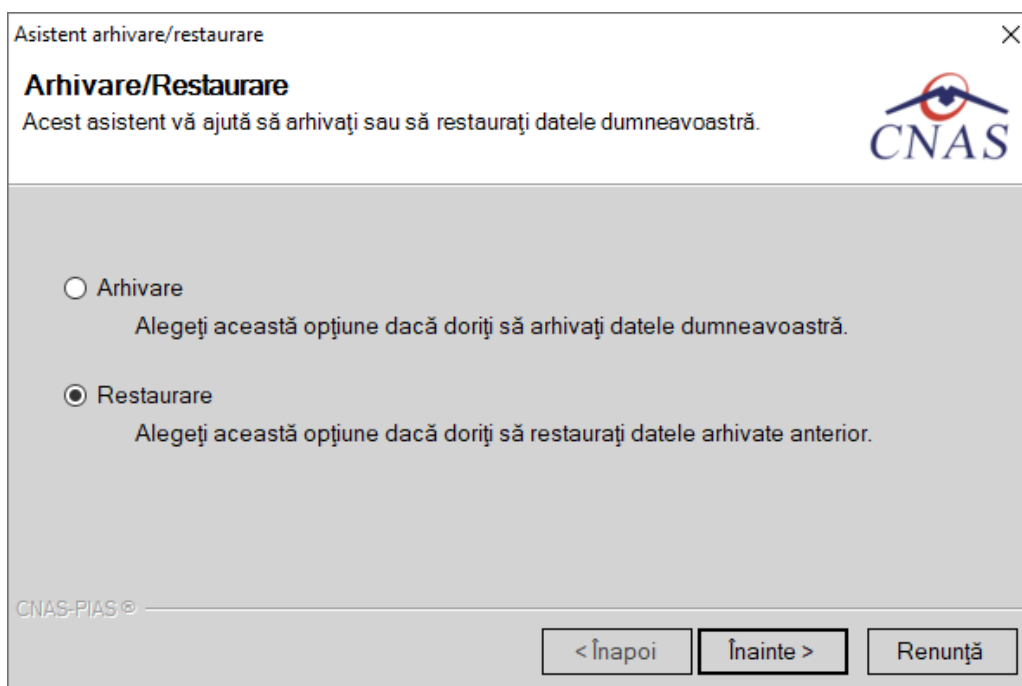 Asistent arhivare/restaurare
Arhivare/Restaurare
Acest asistent vă ajută să arhivaţi sau să restauraţi datele dumneavoastră.
CNAS
Arhivare
Alegeţi această opţiune dacă doriţi să arhivaţi datele dumneavoastră.
Restaurare
Alegeţi această opţiune dacă doriţi să restauraţi datele arhivate anterior.
CNAS-PIAS ®
< Înapoi
Înainte >
Renunţă